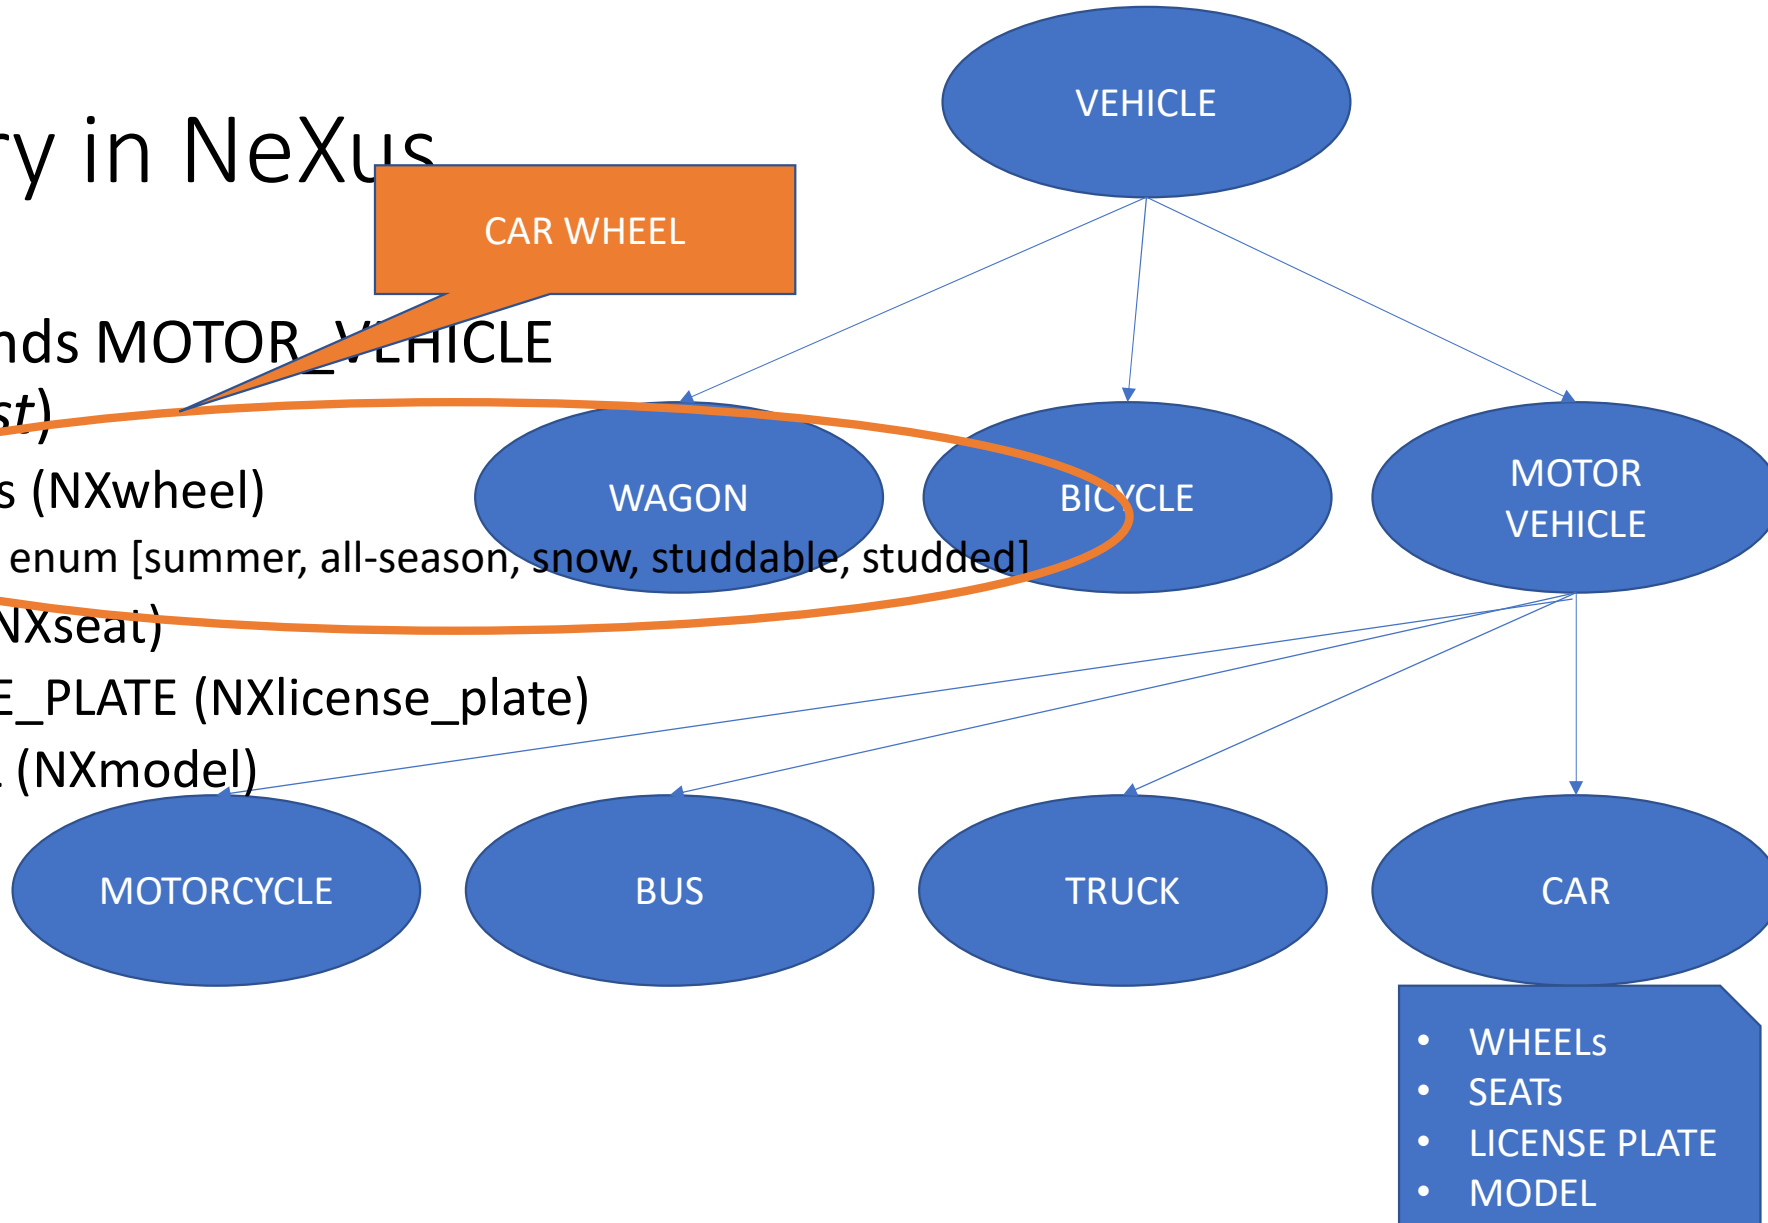 VEHICLE
ry in NeXus
CAR WHEEL
nds MOTOR_VEHICLE
st)
s (NXwheel)
enum [summer, all-season, snow, studdable, studded]
NXseat)
E_PLATE (NXlicense_plate)
(NXmodel)
WAGON
BICYCLE
MOTOR
VEHICLE
MOTORCYCLE
BUS
TRUCK
CAR
• WHEELs
• SEATs
• LICENSE PLATE
• MODEL